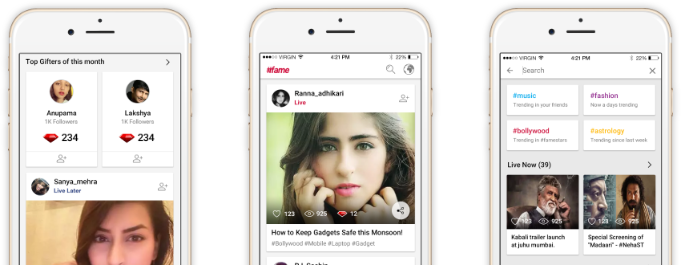 Top Gifters of this month
Anupama
1K Followers
234
Lakshya
1K Followers
234
Sanya_mehra
Live Later
VIRGIN
4:21 PM
22%
#fame
Ranna_adhikari
Live
123
925
12
How to Keep Gadgets Safe this Monsoon!
#Bollywood #Mobile #Laptop #Gadget
VIRGIN
4:21 PM
22%
Search
#music
Trending in your friends
#fashion
Now a days trending
#bollywood
Trending in #famestars
#astrology
Trending since last week
Live Now (39)
123
925
Kabali trailer launch
at juhu mumbai.
123
925
Special Screening of
"Madaari" - #NehaST